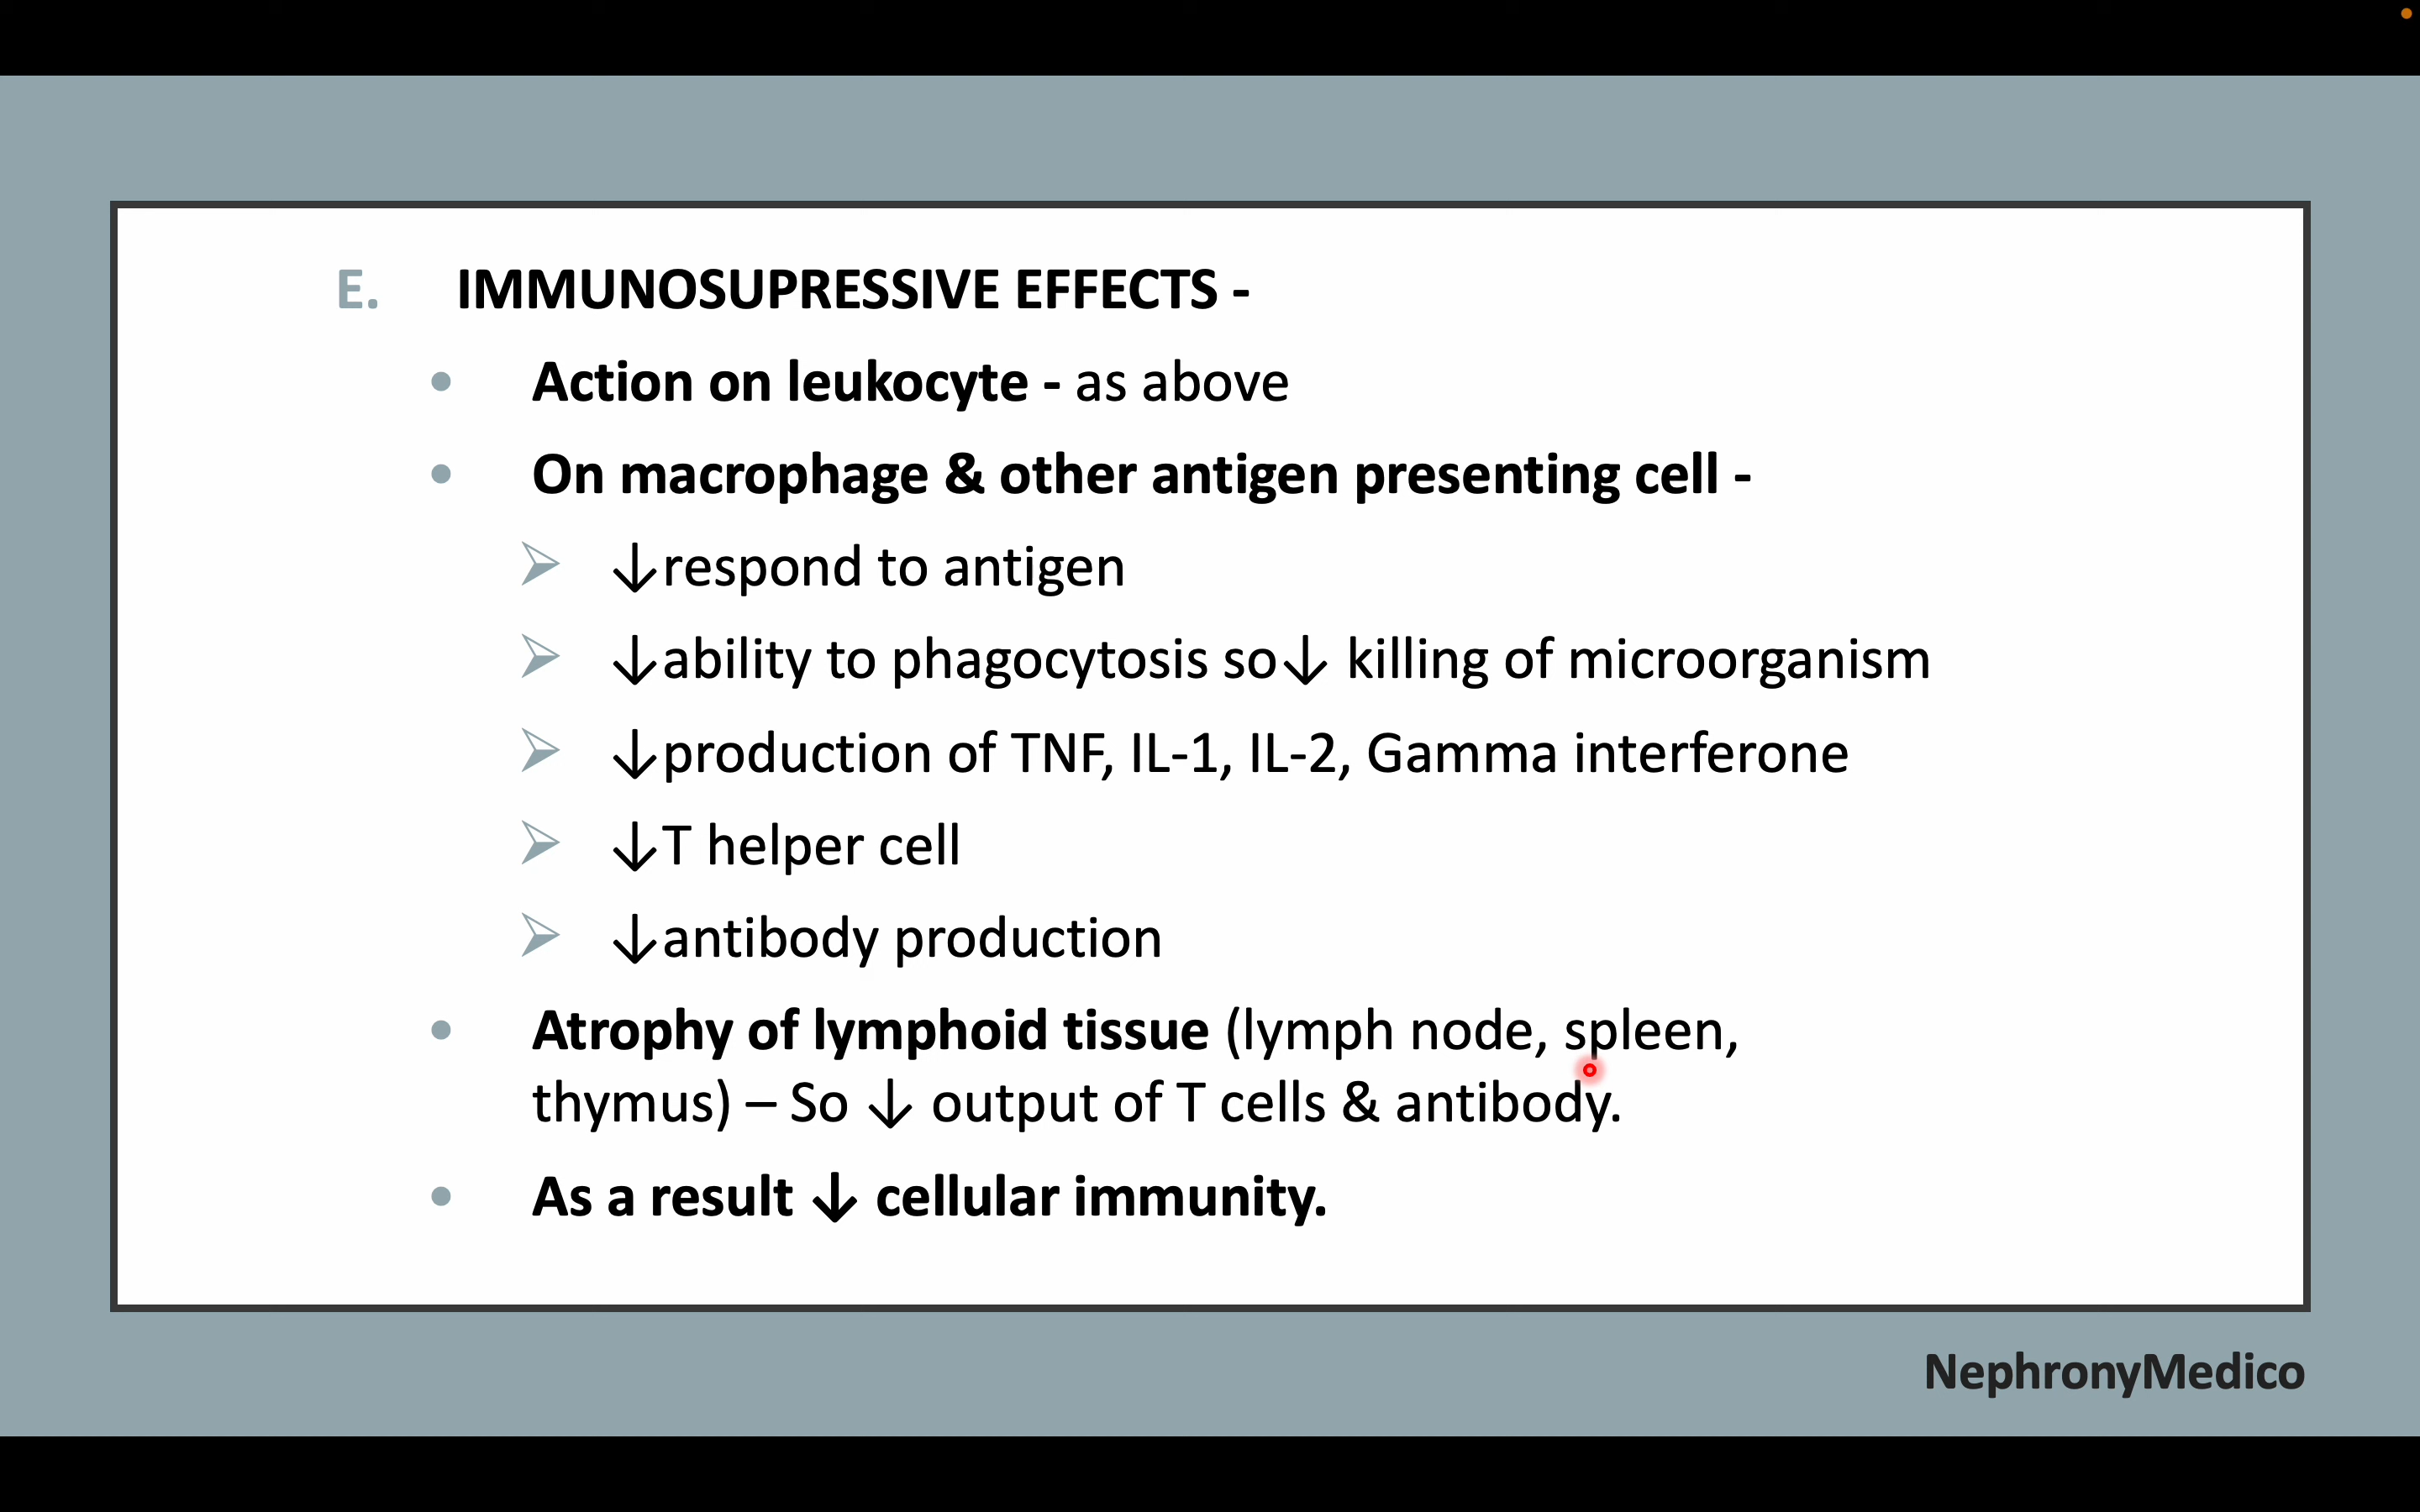 E. IMMUNOSUPRESSIVE EFFECTS -
• Action on leukocyte - as above
• On macrophage & other antigen presenting cell -
➢ ↓respond to antigen
➢ ↓ability to phagocytosis so↓ killing of microorganism
➢ ↓production of TNF, IL-1, IL-2, Gamma interferone
➢ ↓T helper cell
➢ ↓antibody production
• Atrophy of lymphoid tissue (lymph node, spleen,
thymus) – So ↓ output of T cells & antibody.
• As a result ↓ cellular immunity.
NephronyMedico